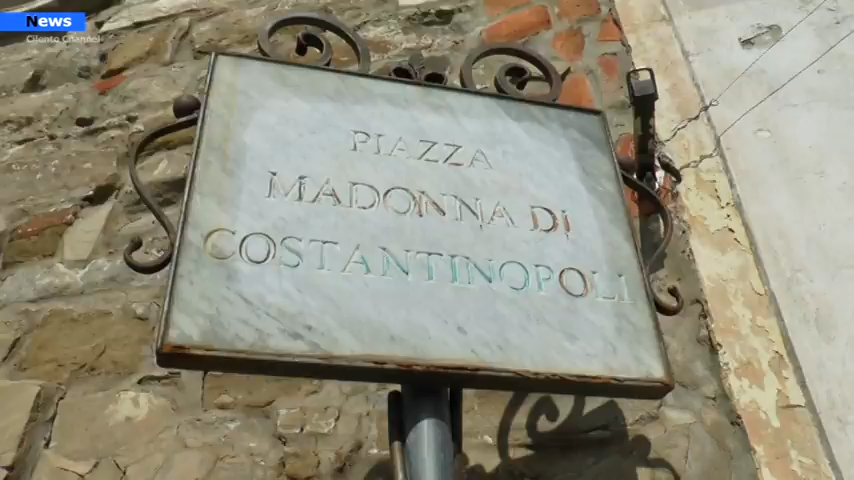 News
Cilento Channel
PIAZZA
MADONNA DI
COSTANTINOPOLI